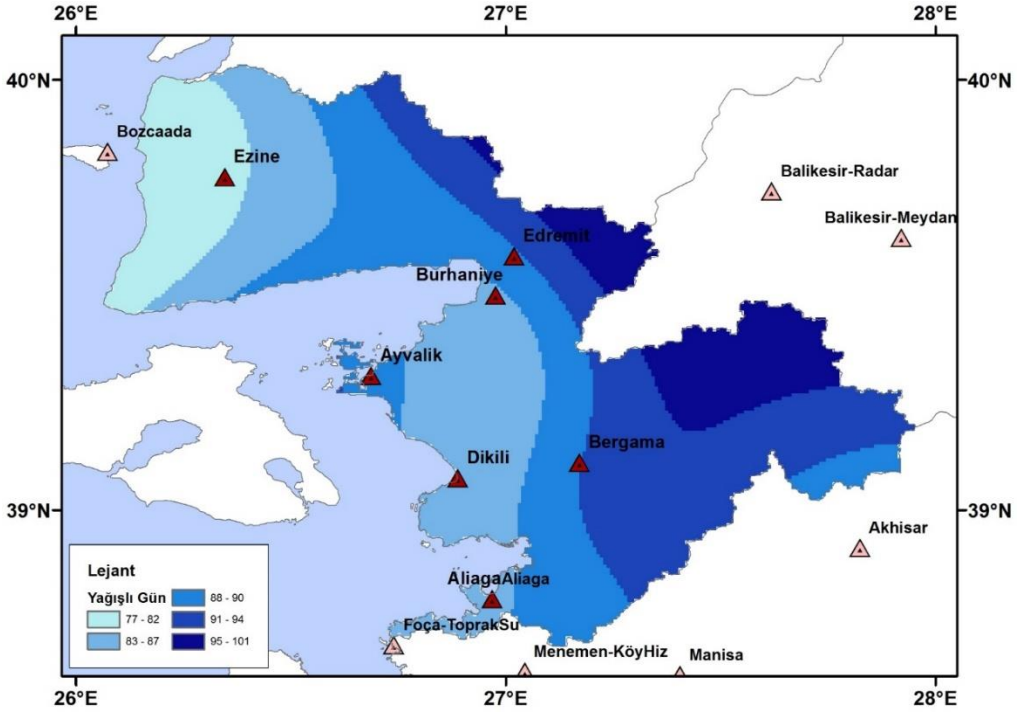 26°E 27°E 28°E
40°N 40°N
Bozcaada
Ezine
Balikesir-Radar
Balikesir-Meydan
Edremit
Burhaniye
Ayvalik
Bergama
Dikili
39°N 39°N
Akhisar
Lejant
Yağışlı Gün
77 - 82
83 - 87
88 - 90
91 - 94
95 - 101
AliagaAliaga
Foça-ToprakSu
Menemen-KöyHiz
Manisa
26°E 27°E 28°E